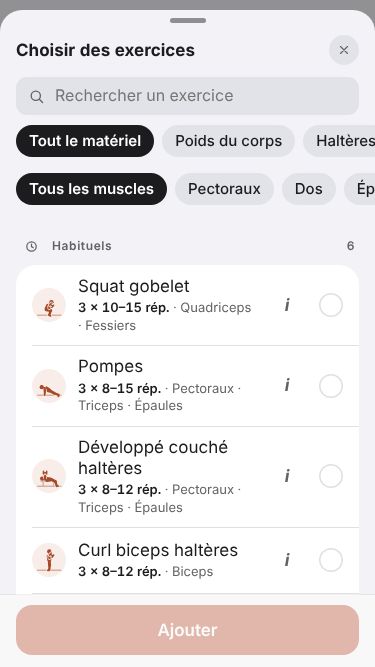 Choisir des exercices
Rechercher un exercice
Tout le matériel
Poids du corps
Haltères
Tous les muscles
Pectoraux
Dos
Ép
Habituels
6
Squat gobelet
3 × 10–15 rép. · Quadriceps
· Fessiers
i
Pompes
3 × 8–15 rép. · Pectoraux ·
Triceps · Épaules
i
Développé couché
haltères
3 × 8–12 rép. · Pectoraux ·
Triceps · Épaules
i
Curl biceps haltères
3 × 8–12 rép. · Biceps
i
Ajouter